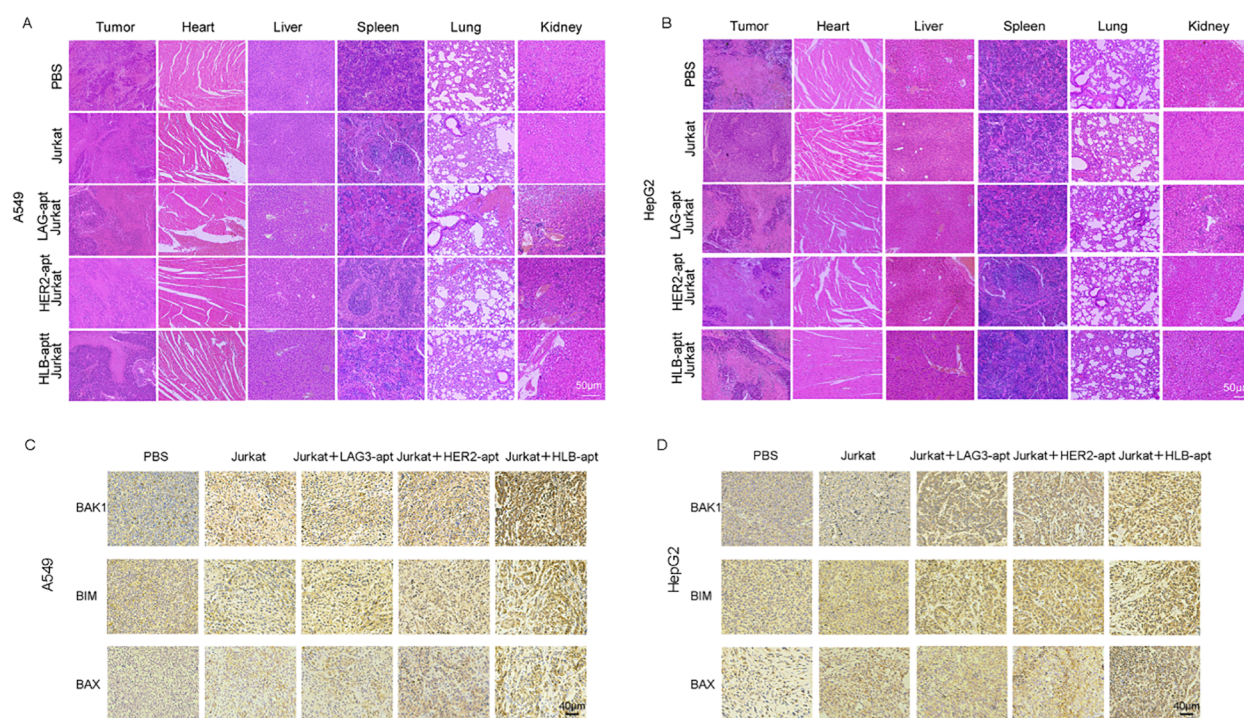 A
Tumor Heart Liver Spleen Lung Kidney
A549
PBS
Jurkat
LAG-apt
Jurkat
HER2-apt
Jurkat
HLB-aptt
Jurkat
50μm
B
Tumor Heart Liver Spleen Lung Kidney
HepG2
PBS
Jurkat
LAG-apt
Jurkat
HER2-apt
Jurkat
HLB-aptt
Jurkat
50μm
C
PBS Jurkat Jurkat+LAG3-apt Jurkat+HER2-apt Jurkat+HLB-apt
A549
BAK1
BIM
BAX
40μm
D
PBS Jurkat Jurkat+LAG3-apt Jurkat+HER2-apt Jurkat+HLB-apt
HepG2
BAK1
BIM
BAX
40μm